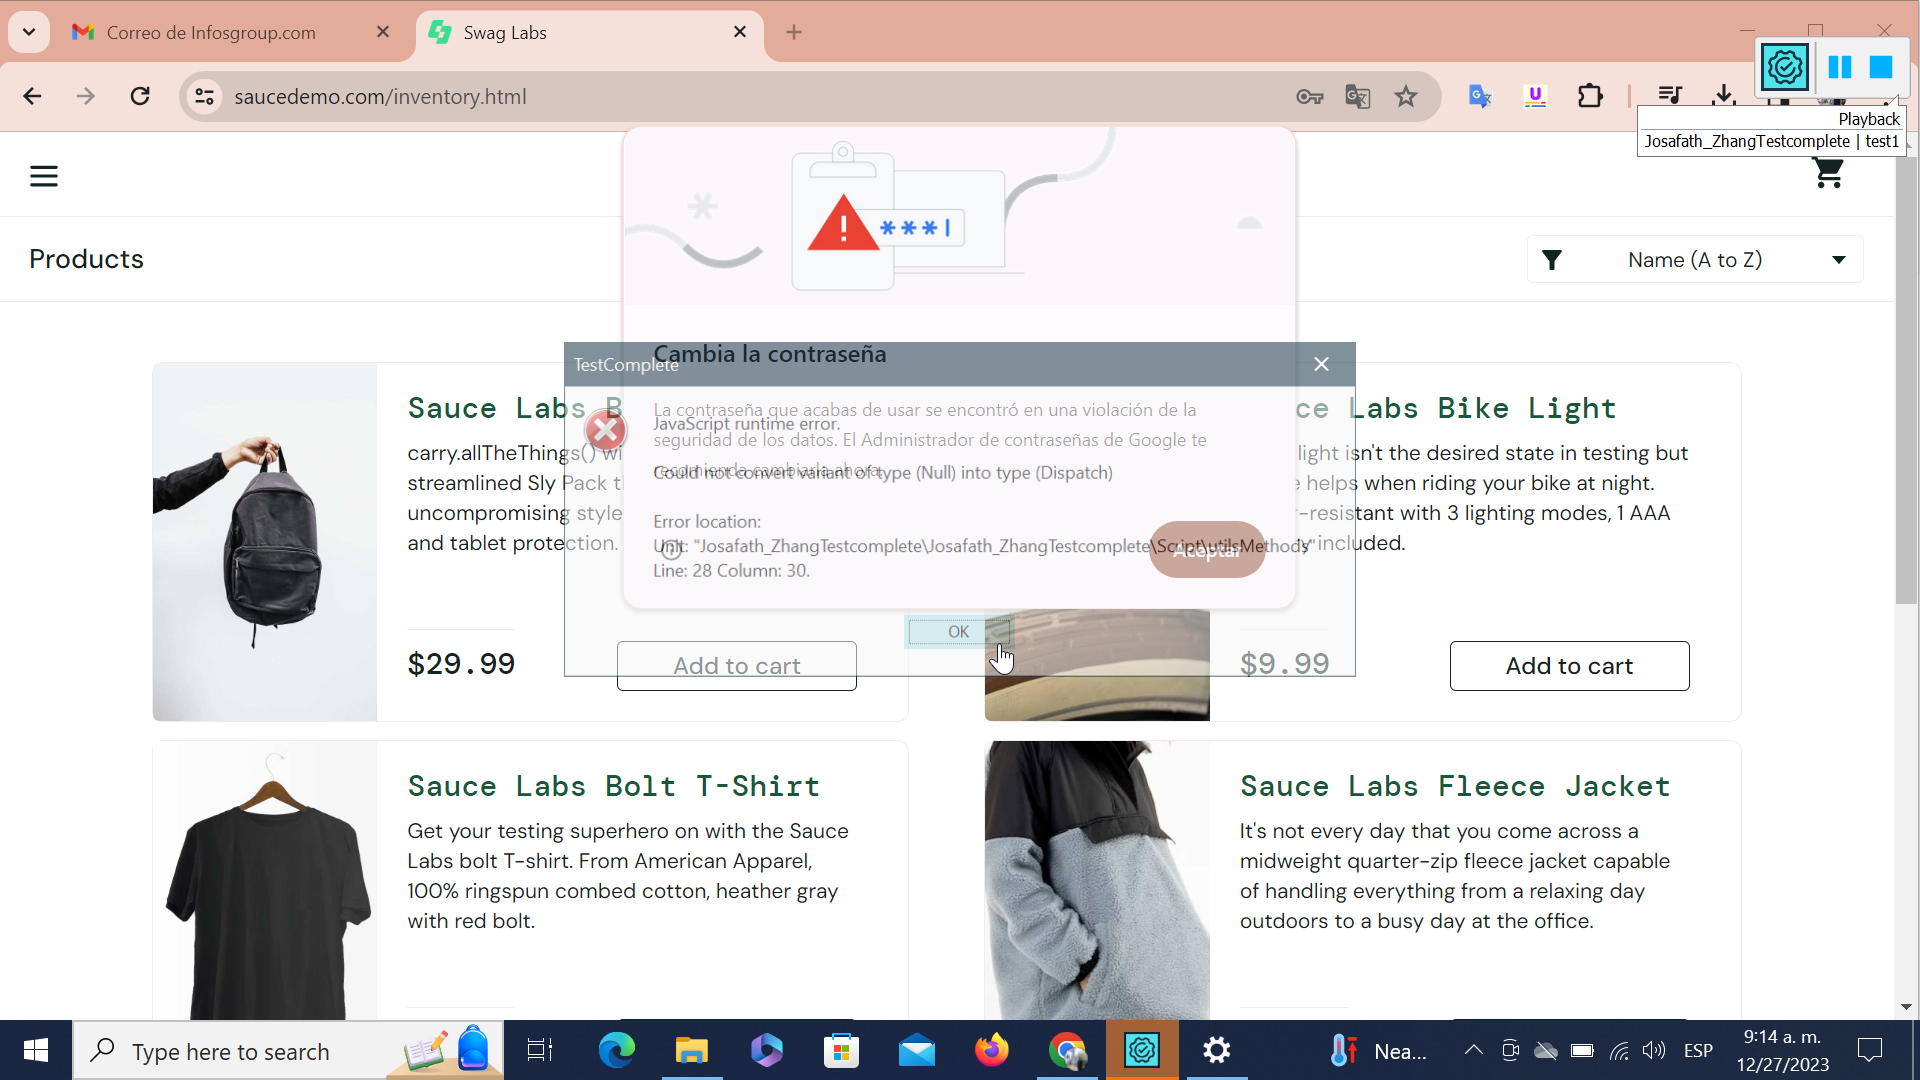 Correo de Infosgroup.com
Swag Labs
saucedemo.com/inventory.html
Playback
Josafath_ZhangTestcomplete | test1
Products
Name (A to Z)
***|
Cambia la contraseña
La contraseña que acabas de usar se encontró en una violación de la
seguridad de los datos. El Administrador de contraseñas de Google te
recomienda cambiarla ahora.
Aceptar
TestComplete
JavaScript runtime error.
Could not convert variant of type (Null) into type (Dispatch)
Error location:
Unit: "Josafath_ZhangTestcomplete\Josafath_ZhangTestcomplete\Script\utilsMethods"
Line: 28 Column: 30.
OK
Sauce Labs B
carry.allTheThings() wi
streamlined Sly Pack t
uncompromising style
and tablet protection.
$29.99
Add to cart
ce Labs Bike Light
light isn't the desired state in testing but
helps when riding your bike at night.
-resistant with 3 lighting modes, 1 AAA
included.
$9.99
Add to cart
Sauce Labs Bolt T-Shirt
Get your testing superhero on with the Sauce
Labs bolt T-shirt. From American Apparel,
100% ringspun combed cotton, heather gray
with red bolt.
Sauce Labs Fleece Jacket
It's not every day that you come across a
midweight quarter-zip fleece jacket capable
of handling everything from a relaxing day
outdoors to a busy day at the office.
Type here to search
Nea...
ESP
9:14 a. m.
12/27/2023